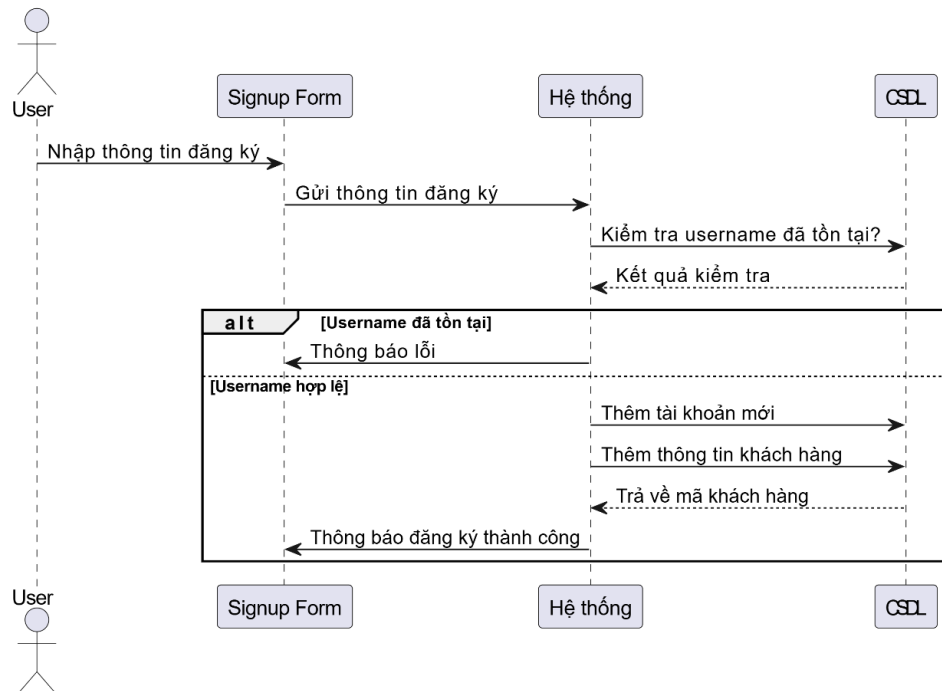 User
Signup Form
Hệ thống
CSDL
Nhập thông tin đăng ký
Gửi thông tin đăng ký
Kiểm tra username đã tồn tại?
Kết quả kiểm tra
alt
[Username đã tồn tại]
Thông báo lỗi
[Username hợp lệ]
Thêm tài khoản mới
Thêm thông tin khách hàng
Trả về mã khách hàng
Thông báo đăng ký thành công
User
Signup Form
Hệ thống
CSDL